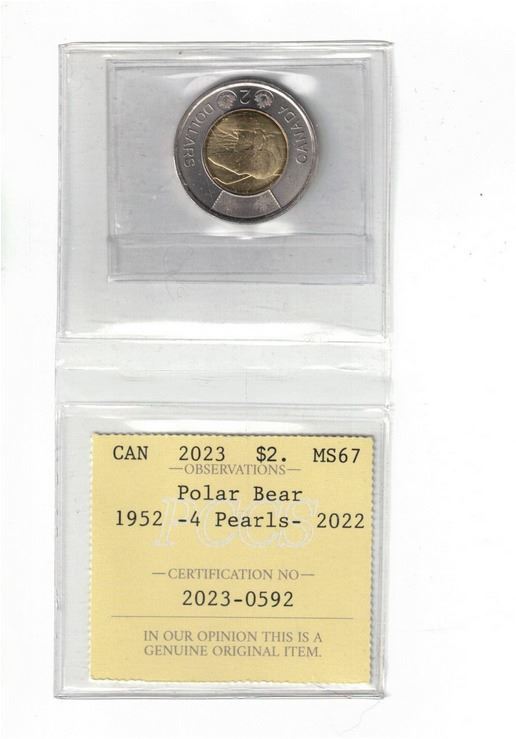 CANADA 2 DOLLARS
CAN 2023 $2. MS67
OBSERVATIONS
Polar Bear
1952 -4 Pearls- 2022
PCGS
CERTIFICATION NO
2023-0592
IN OUR OPINION THIS IS A
GENUINE ORIGINAL ITEM.